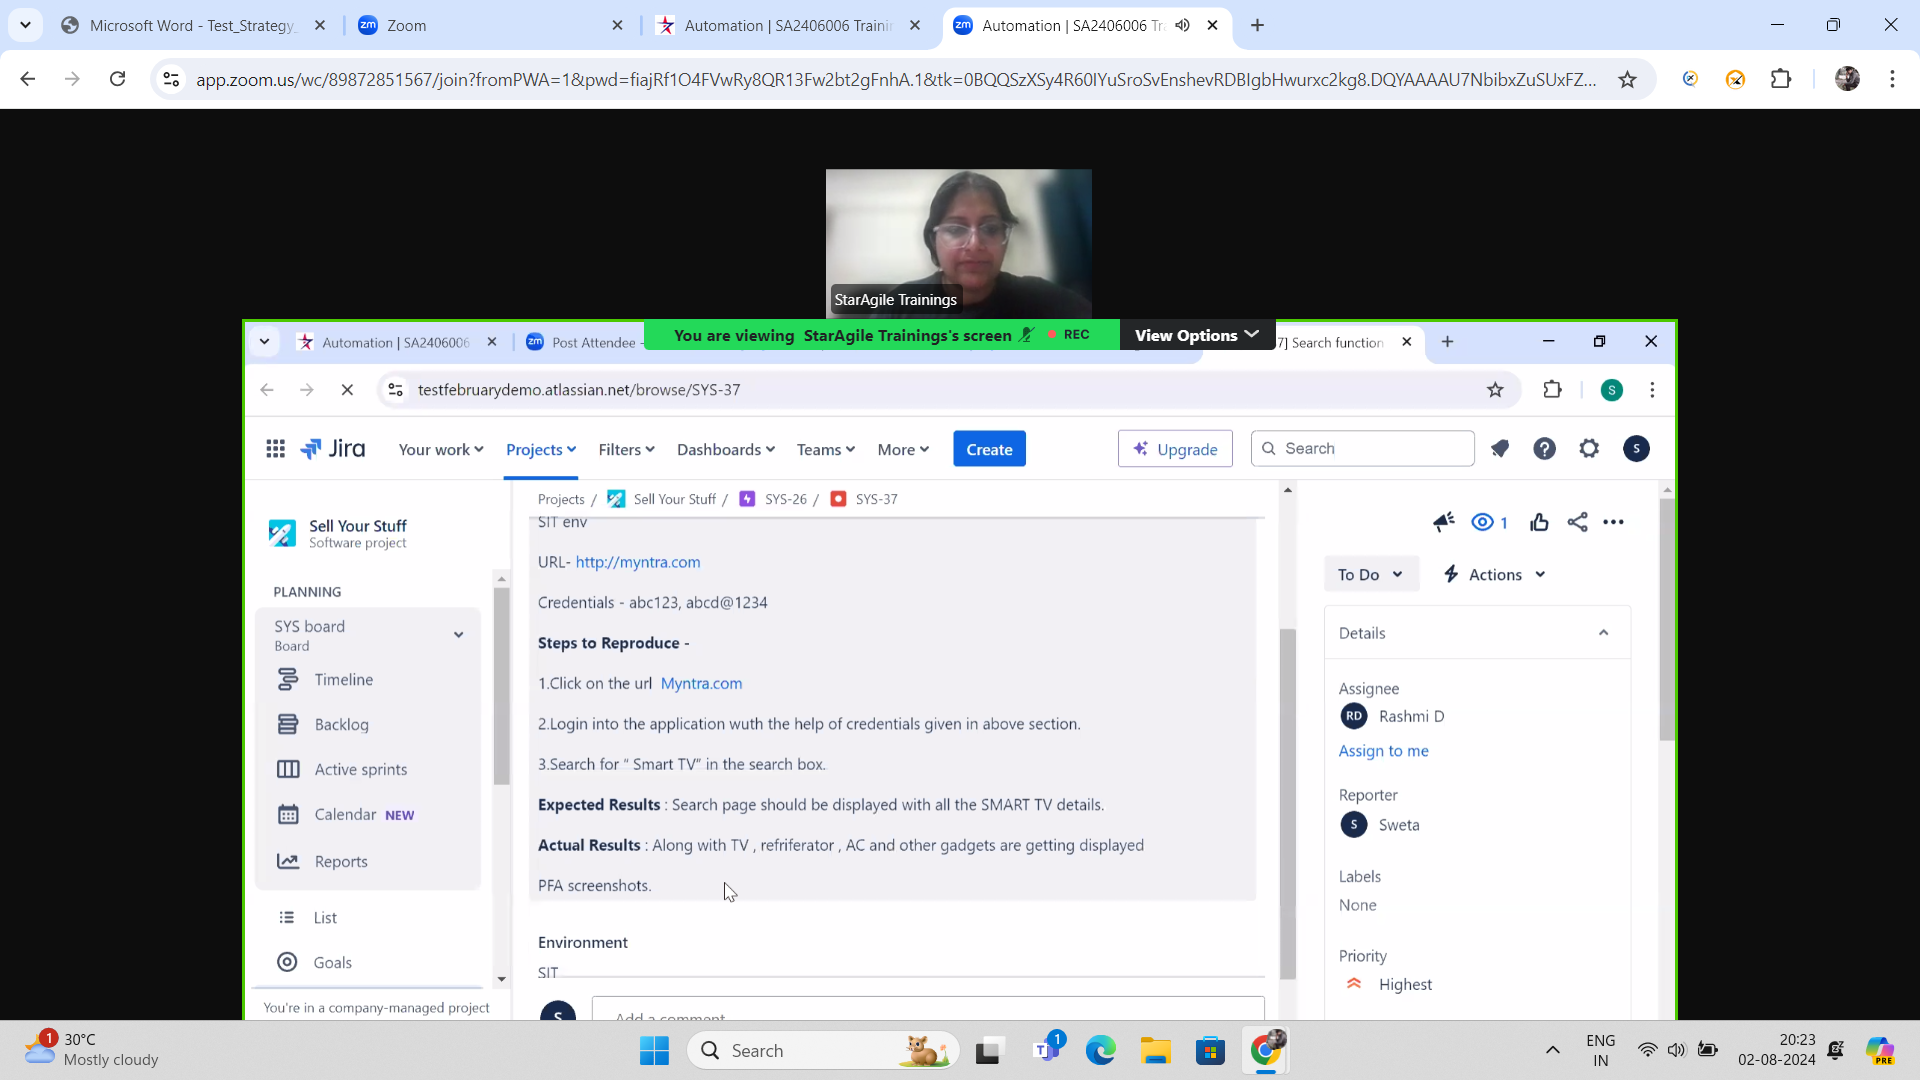 Microsoft Word - Test_Strategy_
Zoom
Automation | SA2406006 Trainin
Automation | SA2406006 Tra
app.zoom.us/wc/89872851567/join?fromPWA=1&pwd=fiajRf1O4FVwRy8QR13Fw2bt2gFnhA.1&tk=0BQQSzXSy4R60IYuSroSvEnshevRDBIgbHwurxc2kg8.DQYAAAAU7NbibxZuSUxFZ...
StarAgile Trainings
You are viewing StarAgile Trainings's screen
REC
View Options
Automation | SA2406006
Post Attendee -
7] Search function
testfebruarydemo.atlassian.net/browse/SYS-37
S
Jira
Your work
Projects
Filters
Dashboards
Teams
More
Create
Upgrade
Search
S
Projects / Sell Your Stuff / SYS-26 / SYS-37
Sell Your Stuff
Software project
PLANNING
SYS board
Board
Timeline
Backlog
Active sprints
Calendar NEW
Reports
List
Goals
You're in a company-managed project
SIT env
URL- http://myntra.com
Credentials - abc123, abcd@1234
Steps to Reproduce -
1.Click on the url Myntra.com
2.Login into the application wuth the help of credentials given in above section.
3.Search for " Smart TV" in the search box.
Expected Results : Search page should be displayed with all the SMART TV details.
Actual Results : Along with TV , refriferator , AC and other gadgets are getting displayed
PFA screenshots.
Environment
SIT
S
Add a comment
1
To Do
Actions
Details
Assignee
RD Rashmi D
Assign to me
Reporter
S Sweta
Labels
None
Priority
Highest
1
30°C
Mostly cloudy
Search
1
ENG
IN
20:23
02-08-2024
PRE